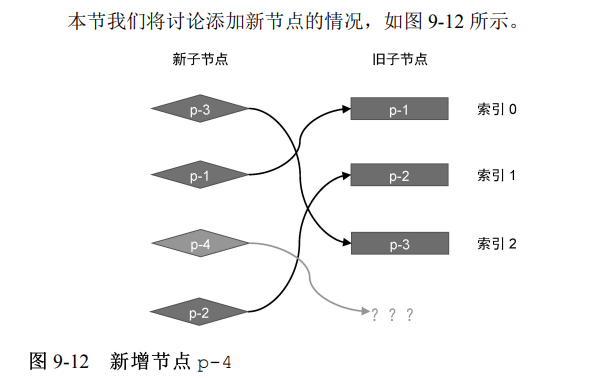 本节我们将讨论添加新节点的情况，如图 9-12 所示。
新子节点 旧子节点
p-3 p-1 索引 0
p-1 p-2 索引 1
p-4 p-3 索引 2
p-2 ？？？
图 9-12 新增节点 p-4